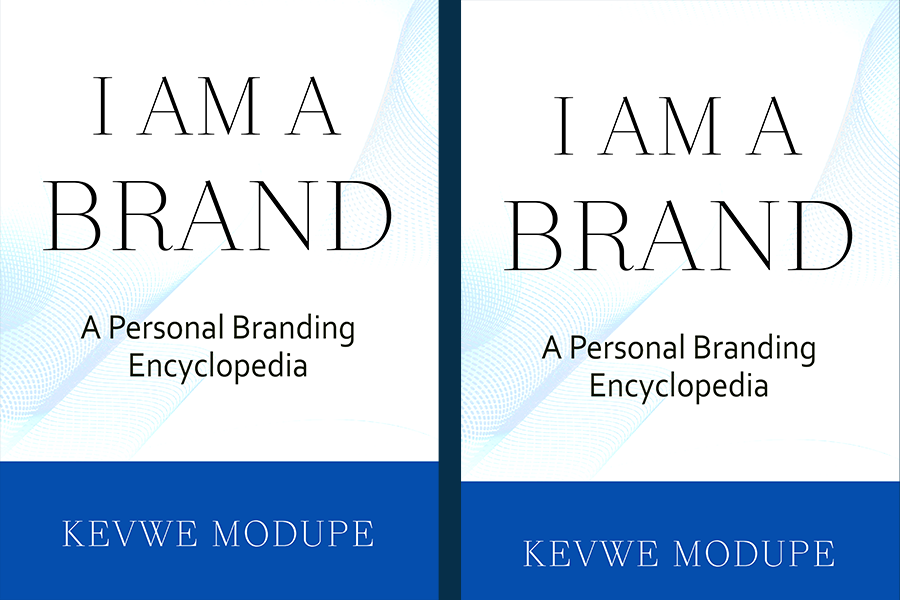 I AM A
BRAND
A Personal Branding
Encyclopedia
KEVWE MODUPE
I AM A
BRAND
A Personal Branding
Encyclopedia
KEVWE MODUPE